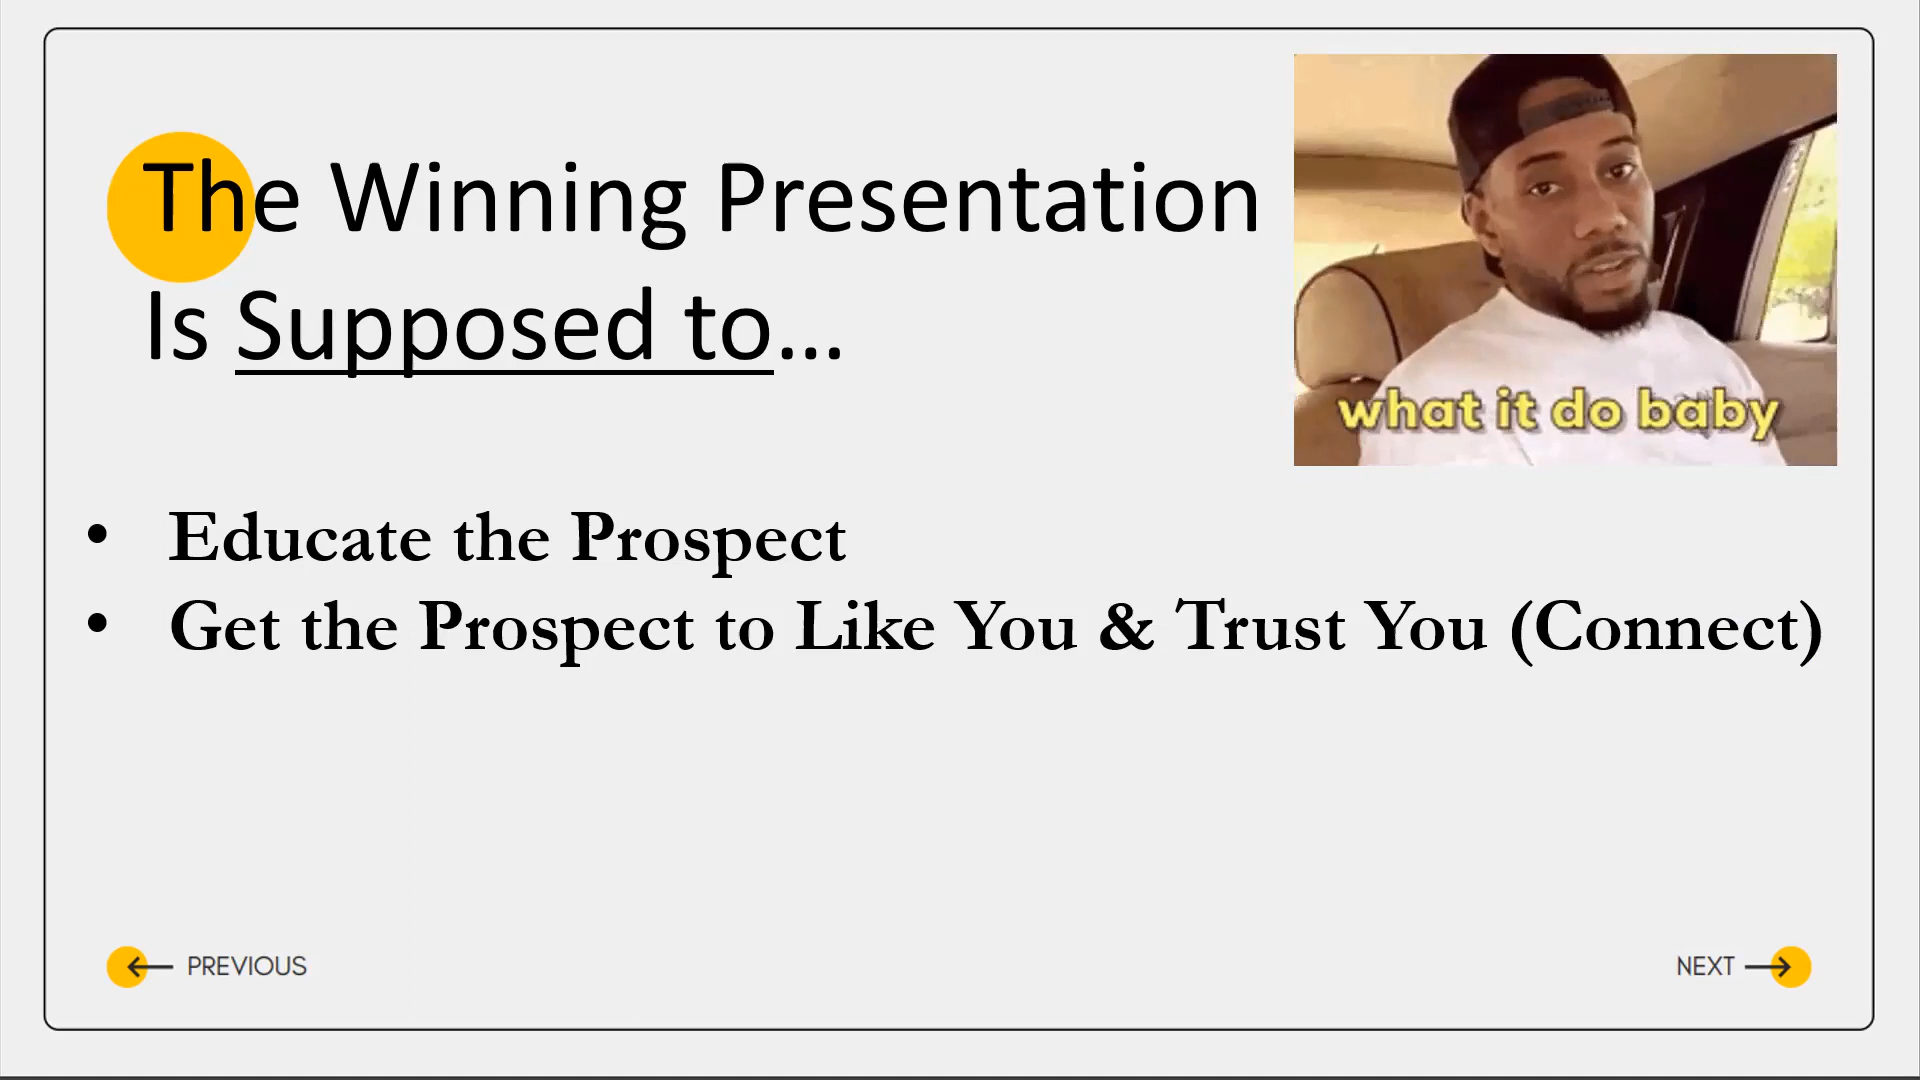 The Winning Presentation
Is Supposed to...
what it do baby
• Educate the Prospect
• Get the Prospect to Like You & Trust You (Connect)
PREVIOUS
NEXT